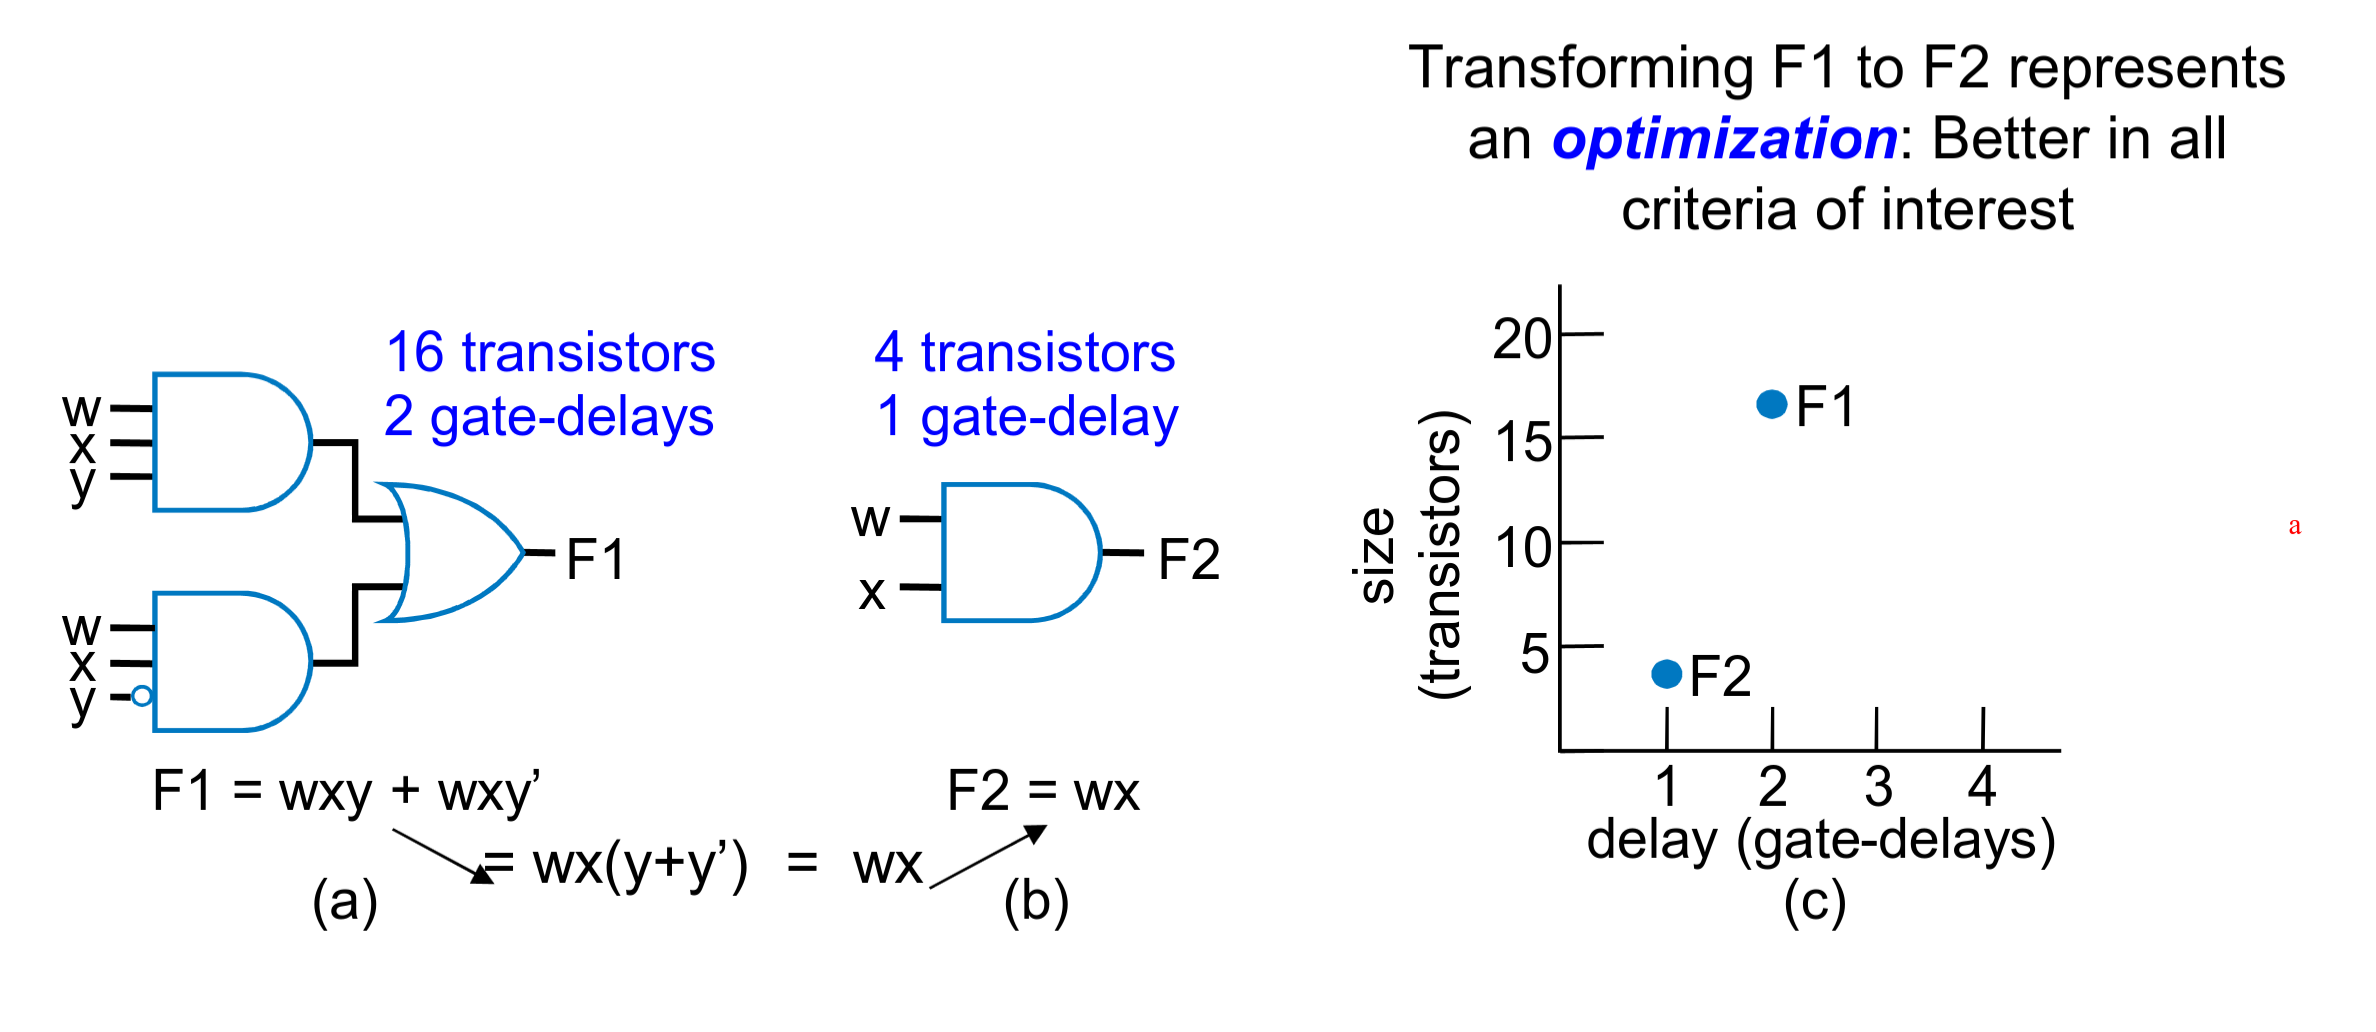 Transforming F1 to F2 represents
an optimization: Better in all
criteria of interest
16 transistors
2 gate-delays
w
x
y
w
x
y
F1
F1 = wxy + wxy’
= wx(y+y’) = wx
(a)
4 transistors
1 gate-delay
w
x
F2
F2 = wx
(b)
size
(transistors)
20
15
10
5
F1
F2
1 2 3 4
delay (gate-delays)
(c)
a